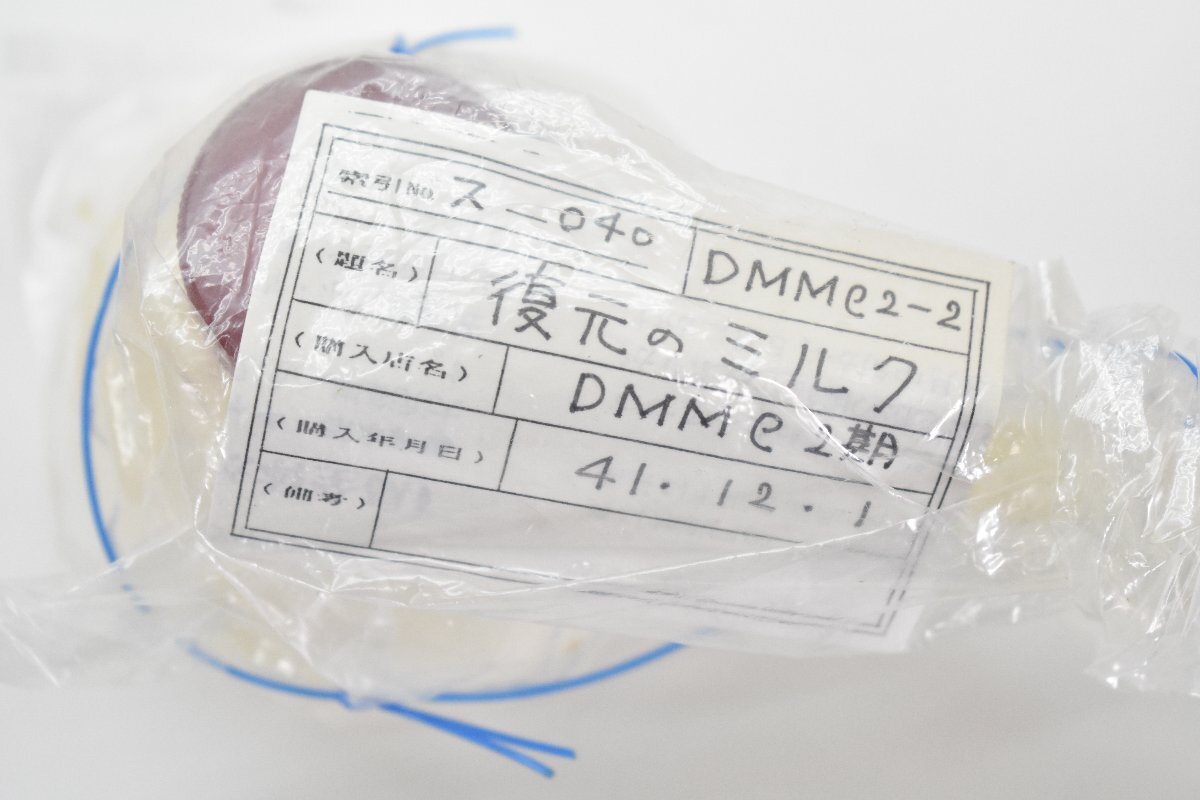 索引No. ス-040 DMMe2-2
(題名) 復元のミルク
(購入店名) DMMe2期
(購入年月日) 41.12.1
(備考)